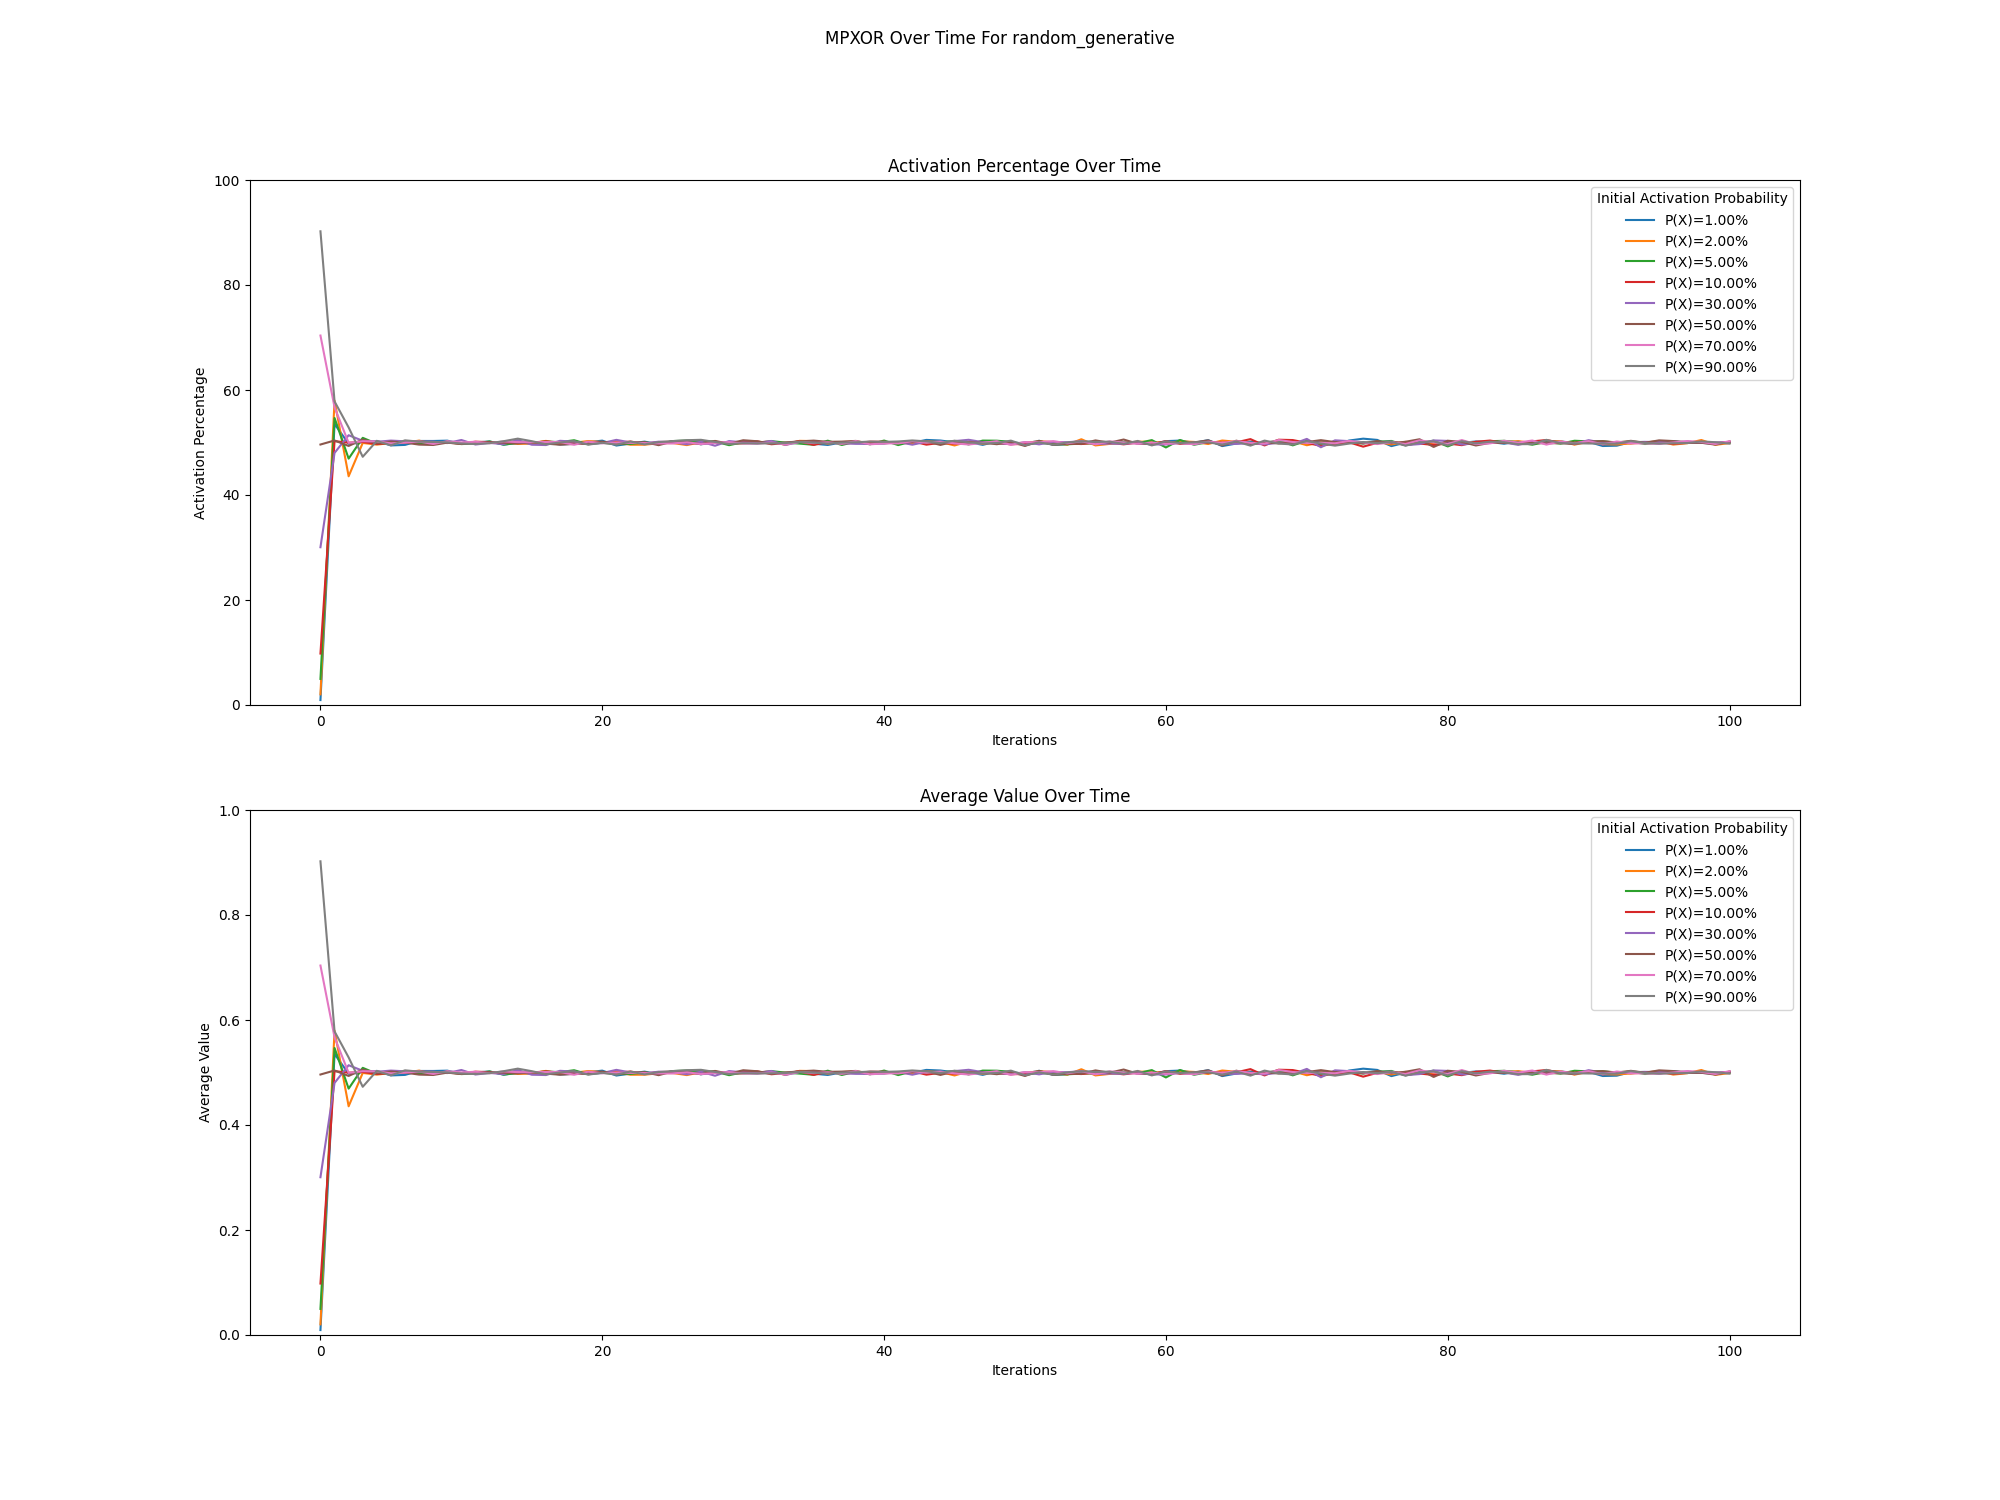 MPXOR Over Time For random_generative
Activation Percentage Over Time
Activation Percentage
100
80
60
40
20
0
0 20 40 60 80 100
Iterations
Initial Activation Probability
P(X)=1.00%
P(X)=2.00%
P(X)=5.00%
P(X)=10.00%
P(X)=30.00%
P(X)=50.00%
P(X)=70.00%
P(X)=90.00%
Average Value Over Time
Average Value
1.0
0.8
0.6
0.4
0.2
0.0
0 20 40 60 80 100
Iterations
Initial Activation Probability
P(X)=1.00%
P(X)=2.00%
P(X)=5.00%
P(X)=10.00%
P(X)=30.00%
P(X)=50.00%
P(X)=70.00%
P(X)=90.00%